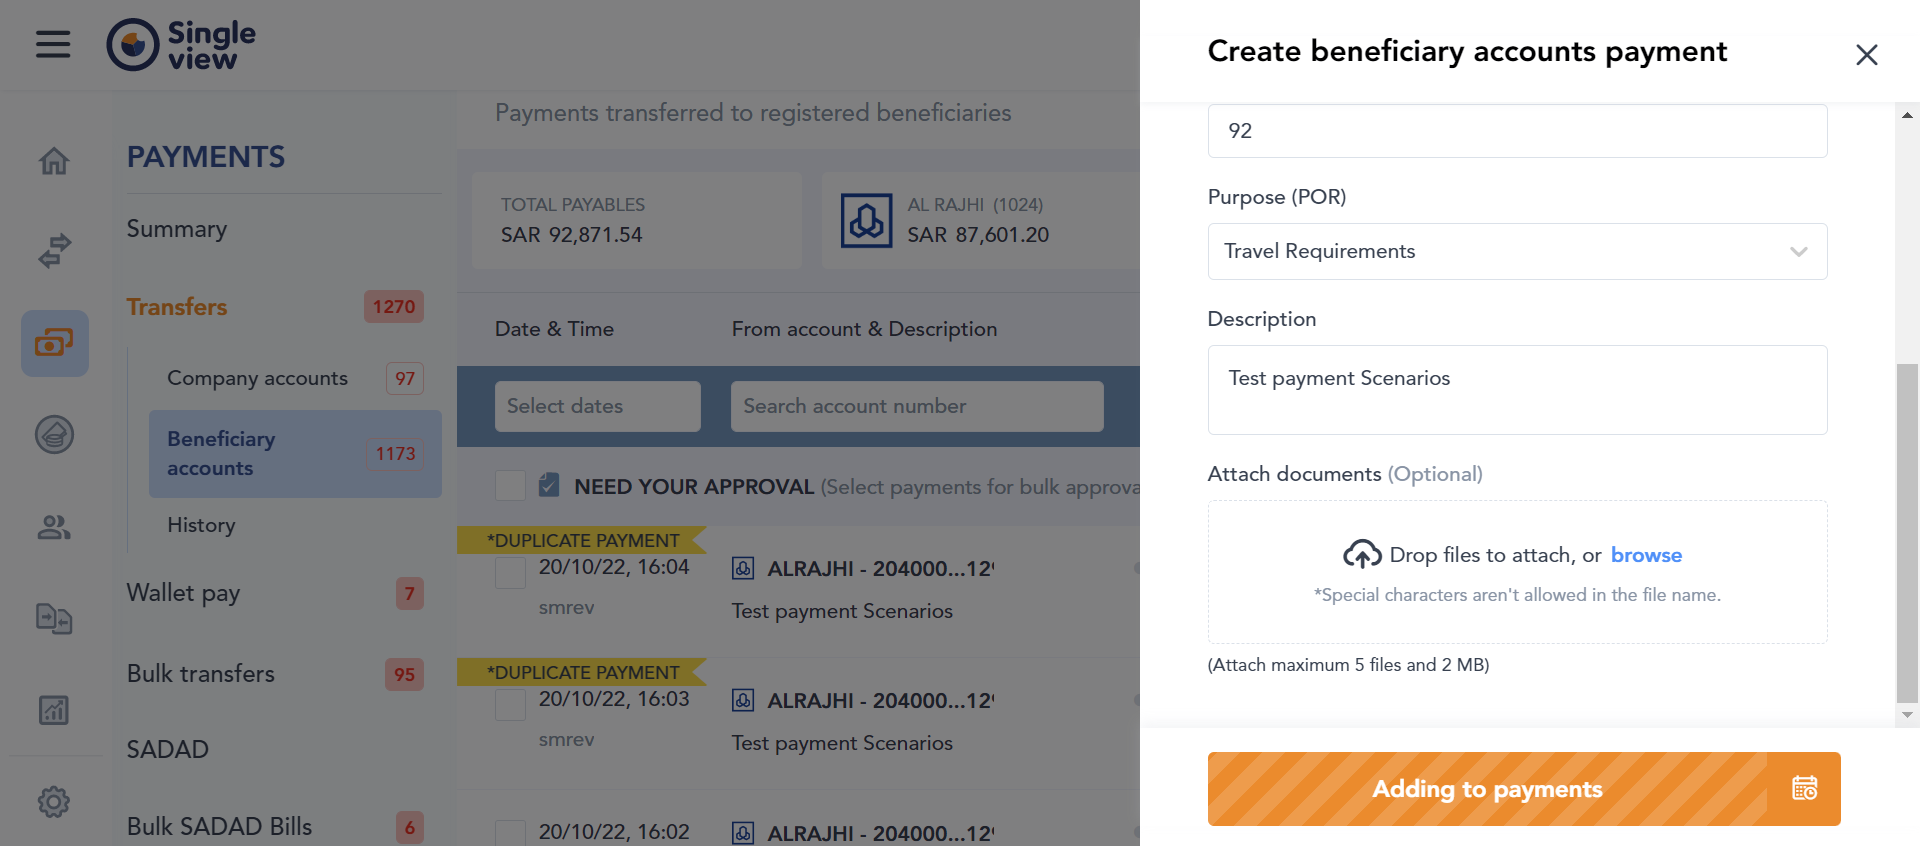 Single
view
PAYMENTS
Summary
Transfers 1270
Company accounts 97
Beneficiary
accounts
1173
History
Wallet pay 7
Bulk transfers 95
SADAD
Bulk SADAD Bills 6
Payments transferred to registered beneficiaries
TOTAL PAYABLES
SAR 92,871.54
AL RAJHI (1024)
SAR 87,601.20
Date & Time From account & Description
Select dates Search account number
NEED YOUR APPROVAL (Select payments for bulk approva
*DUPLICATE PAYMENT
20/10/22, 16:04 ALRAJHI - 204000...129
smrev Test payment Scenarios
*DUPLICATE PAYMENT
20/10/22, 16:03 ALRAJHI - 204000...129
smrev Test payment Scenarios
20/10/22, 16:02 ALRAJHI - 204000...129
Create beneficiary accounts payment
92
Purpose (POR)
Travel Requirements
Description
Test payment Scenarios
Attach documents (Optional)
Drop files to attach, or browse
*Special characters aren't allowed in the file name.
(Attach maximum 5 files and 2 MB)
Adding to payments